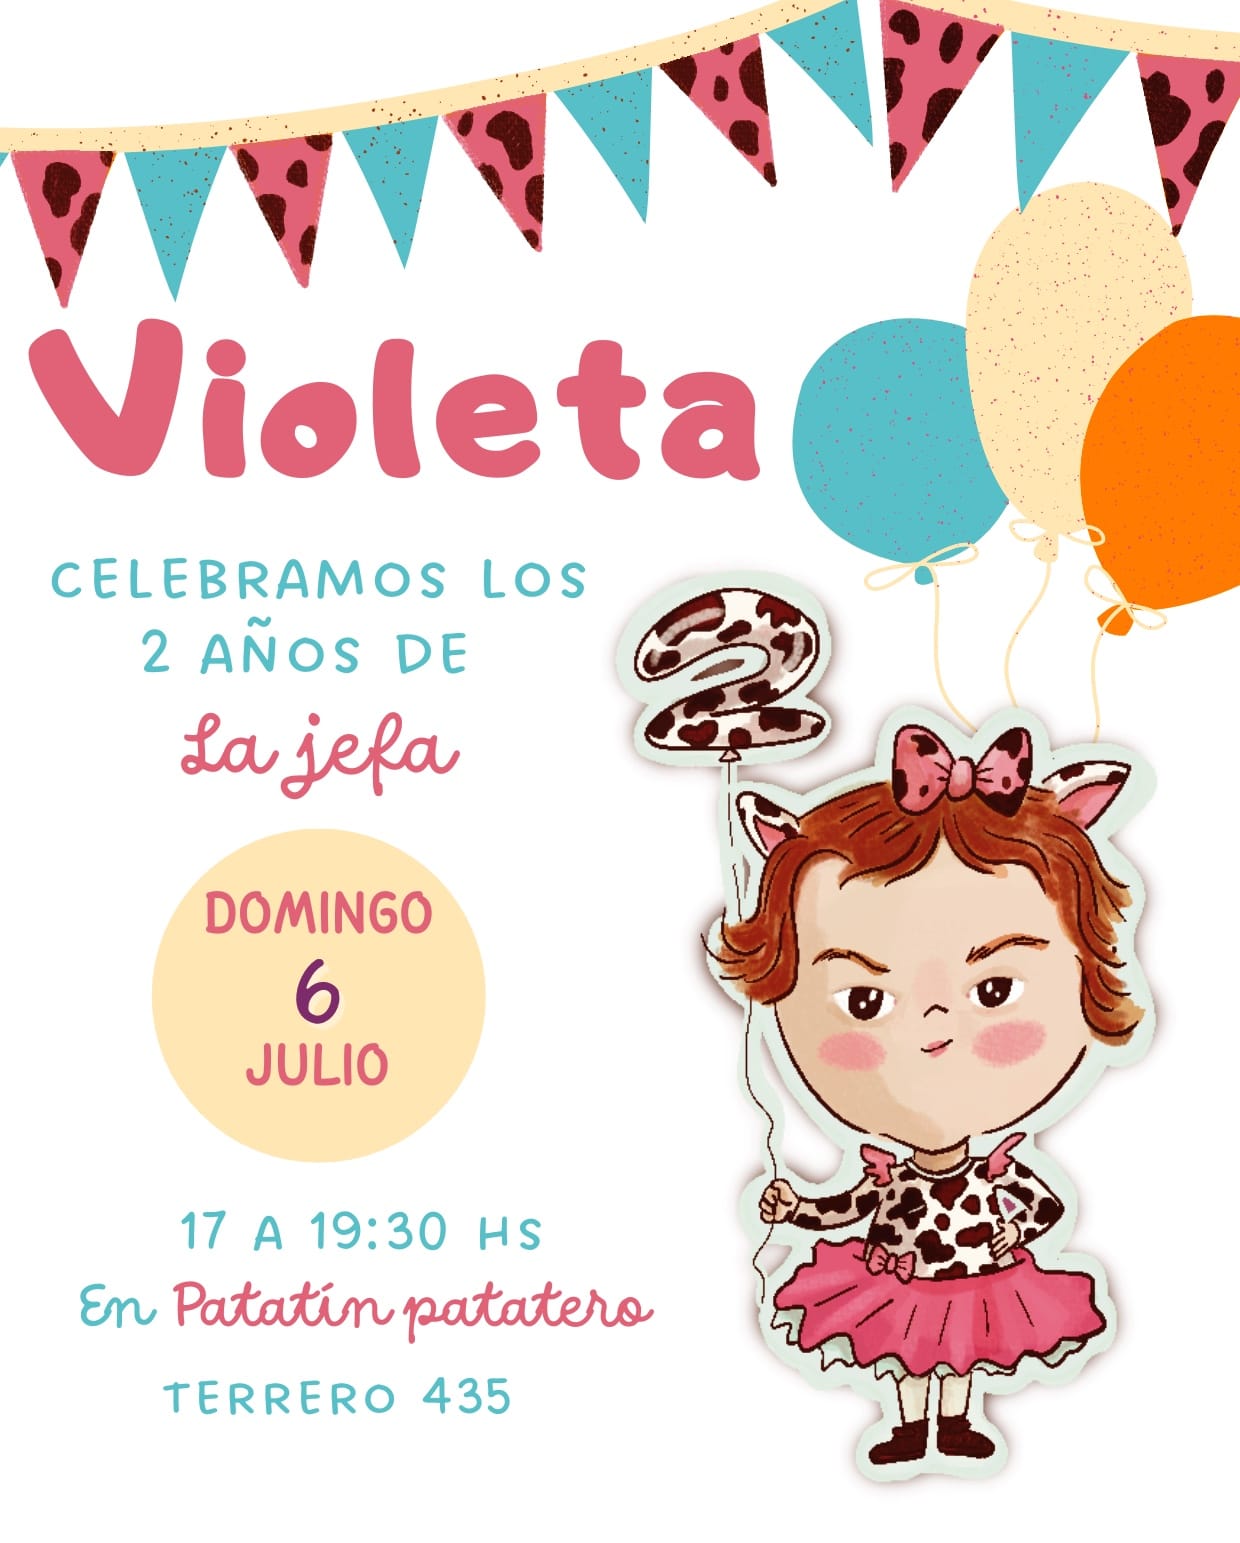 Violeta
CELEBRAMOS LOS
2 AÑOS DE
La jefa
DOMINGO
6
JULIO
17 A 19:30 HS
En Patatín patatero
TERRERO 435
2